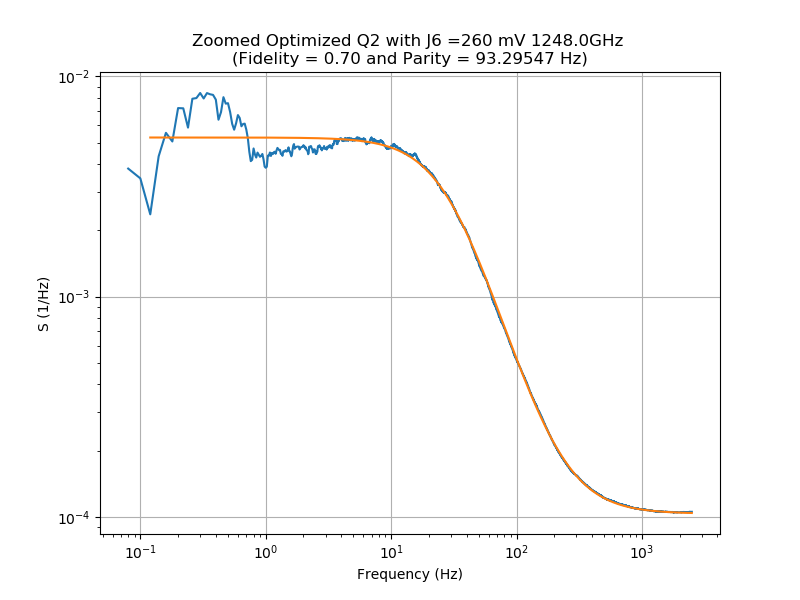 Zoomed Optimized Q2 with J6 =260 mV 1248.0GHz
(Fidelity = 0.70 and Parity = 93.29547 Hz)
10⁻²
10⁻³
10⁻⁴
S (1/Hz)
10⁻¹ 10⁰ 10¹ 10² 10³
Frequency (Hz)